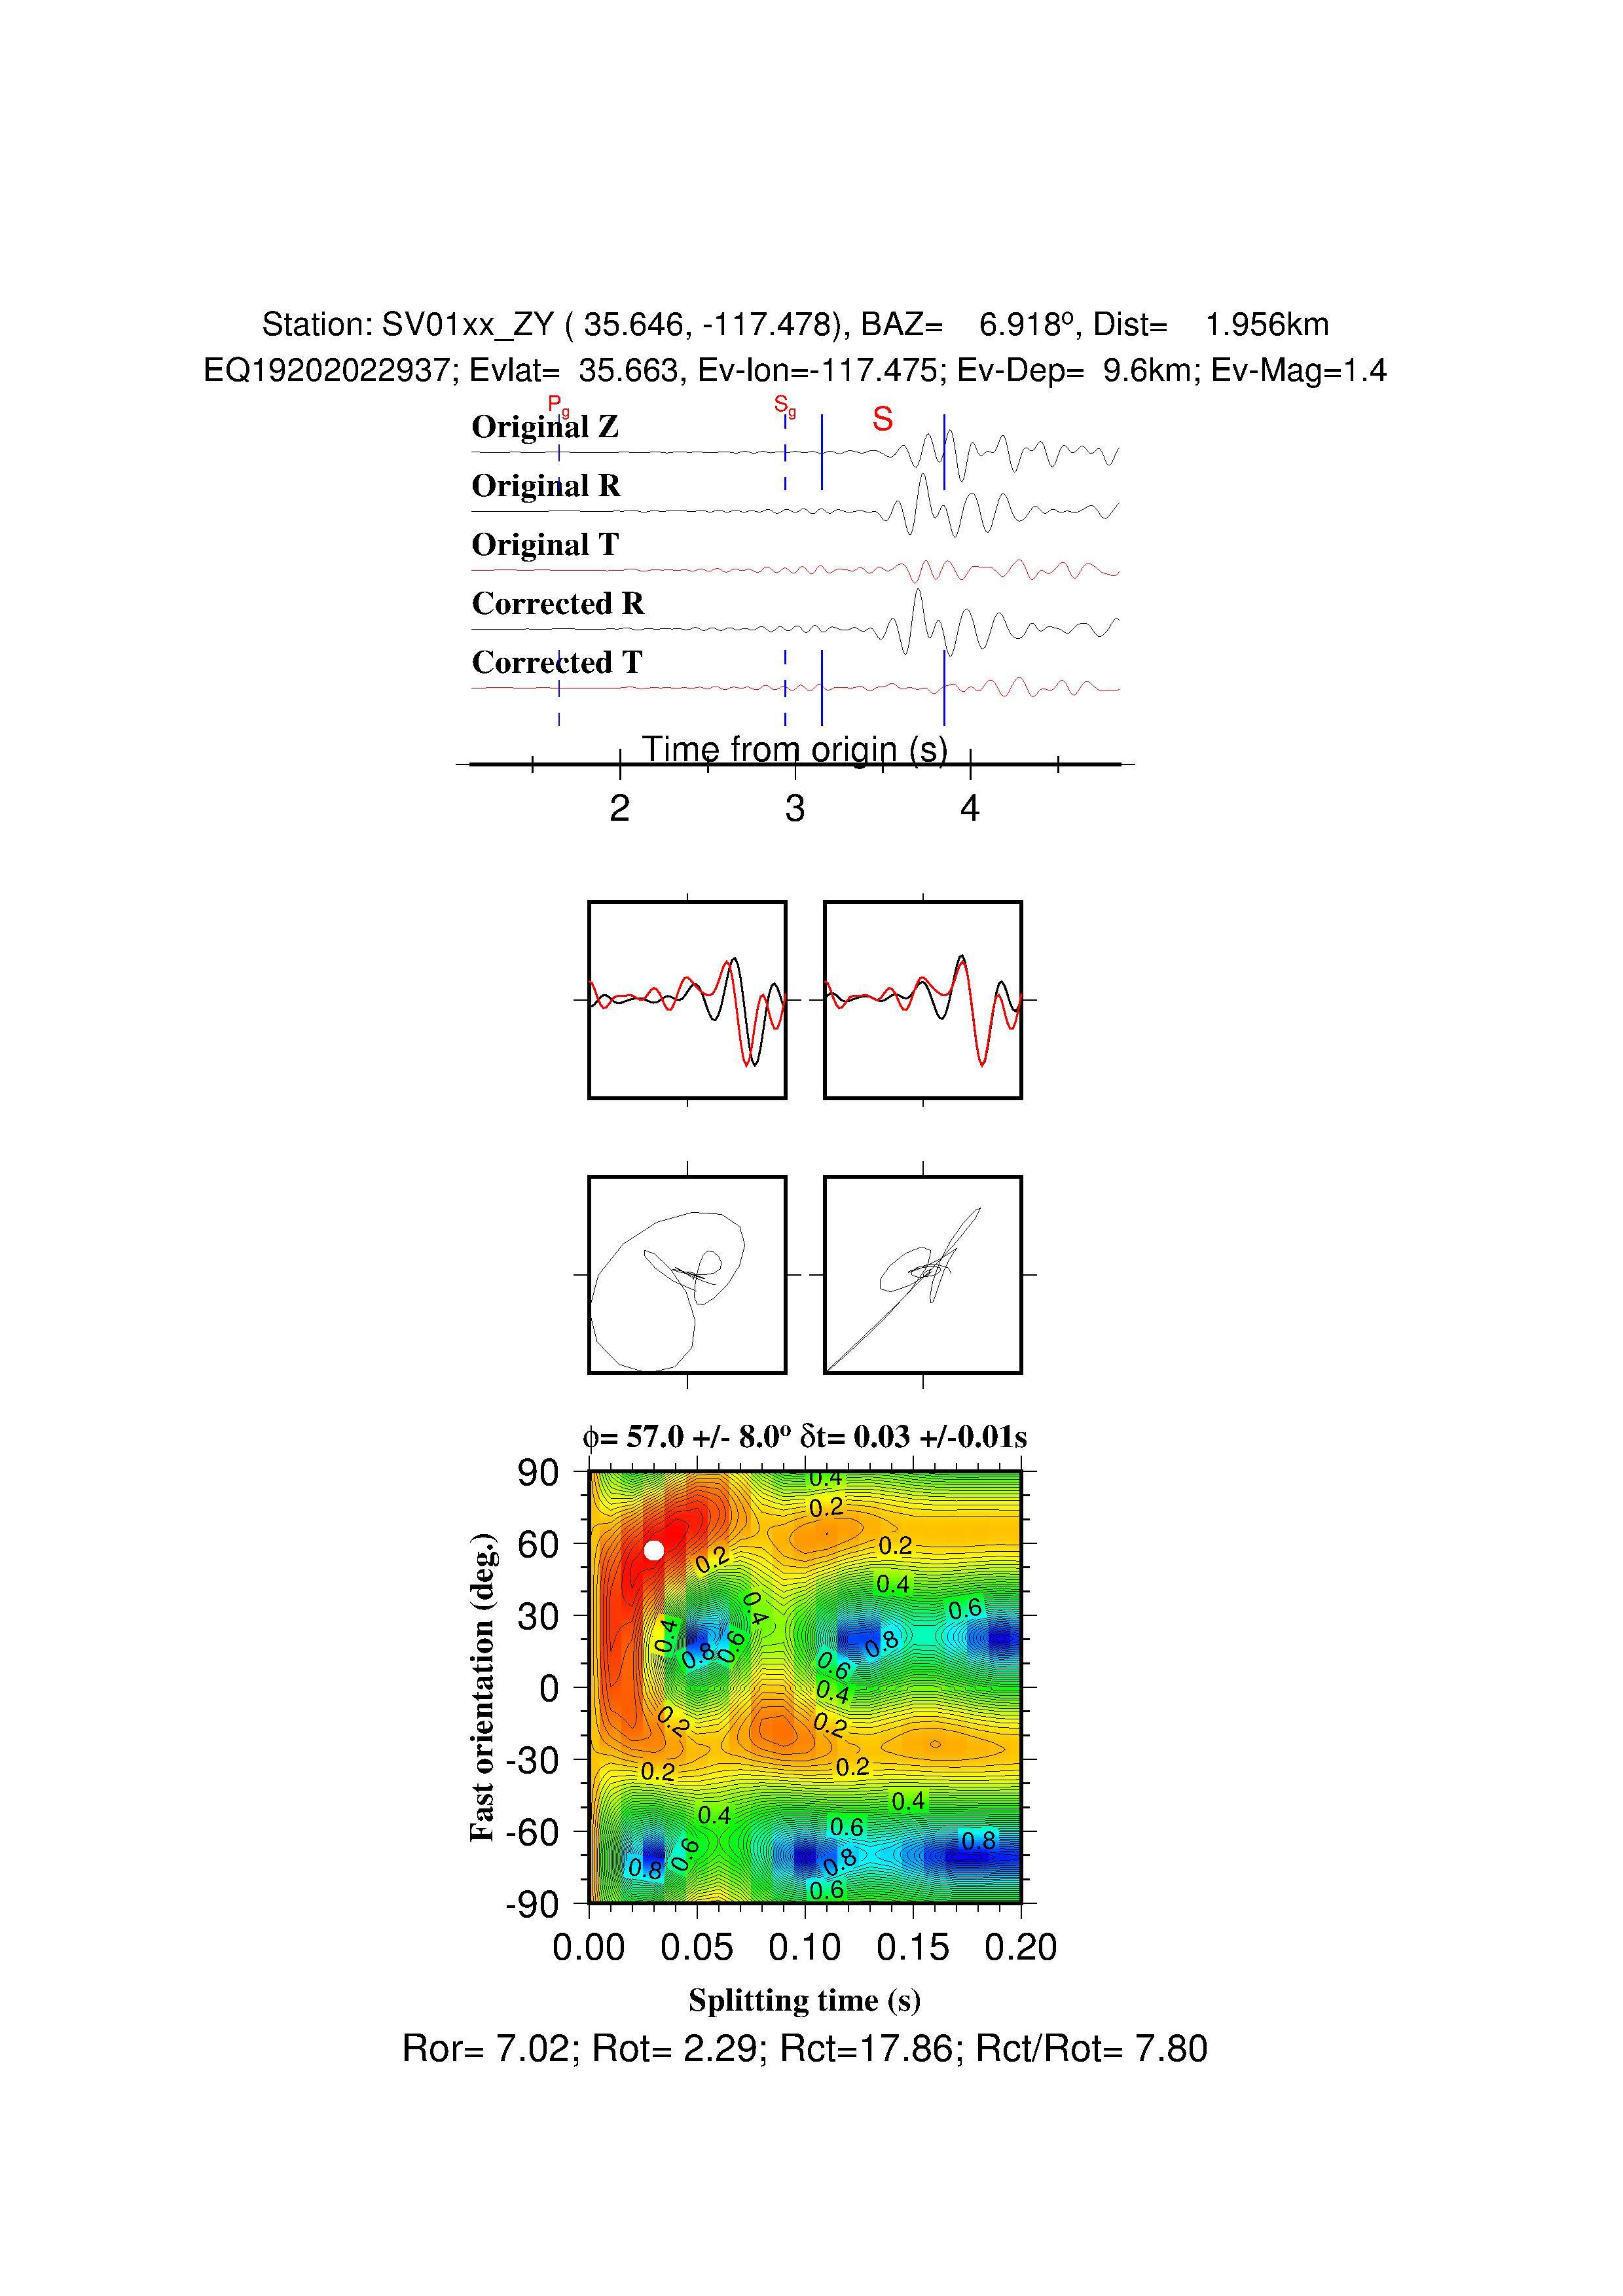 Station: SV01xx_ZY ( 35.646, -117.478), BAZ= 6.918º, Dist= 1.956km
EQ19202022937; Evlat= 35.663, Ev-lon=-117.475; Ev-Dep= 9.6km; Ev-Mag=1.4
Pg Sg S
Original Z
Original R
Original T
Corrected R
Corrected T
Time from origin (s)
2 3 4
ϕ= 57.0 +/- 8.0º δt= 0.03 +/-0.01s
90
60
30
0
-30
-60
-90
Fast orientation (deg.)
0.4
0.2
0.2
0.2
0.4
0.6
0.4
0.4
0.8
0.6
0.8
0.6
0.4
0.2
0.2
0.2
0.2
0.4
0.4
0.6
0.8
0.6
0.8
0.8
0.6
0.00 0.05 0.10 0.15 0.20
Splitting time (s)
Ror= 7.02; Rot= 2.29; Rct=17.86; Rct/Rot= 7.80